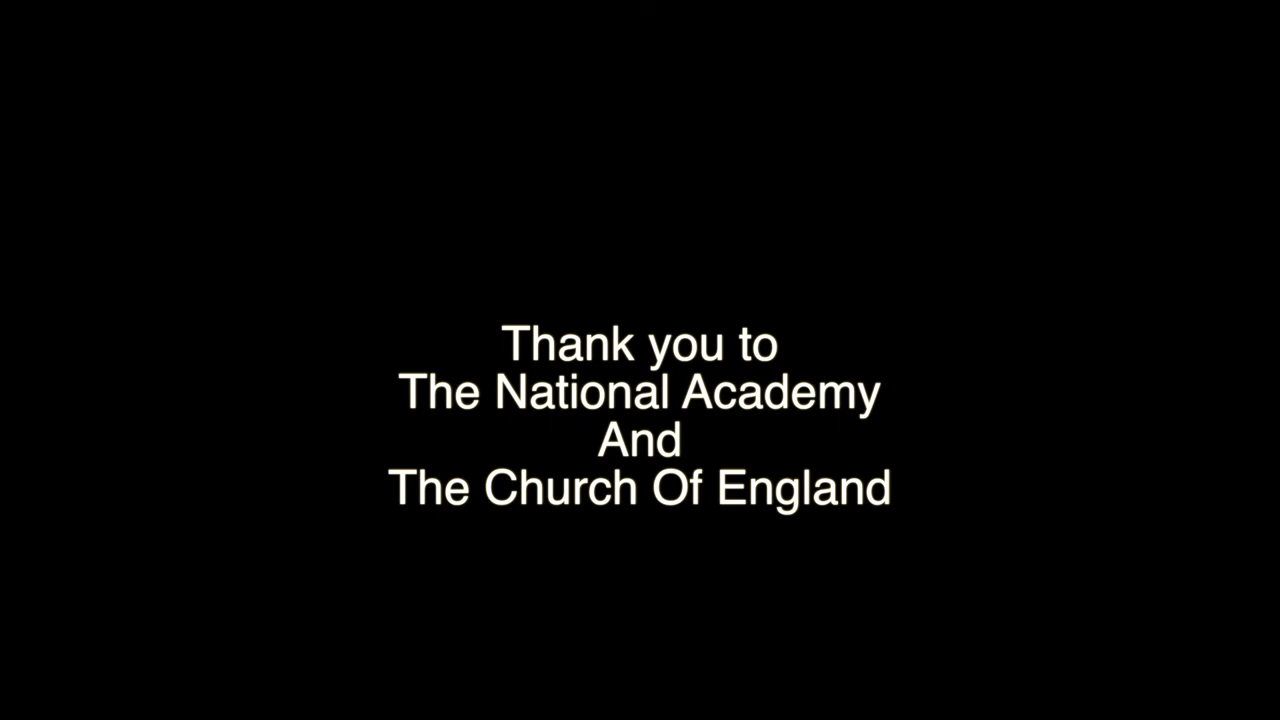 Thank you to
The National Academy
And
The Church Of England